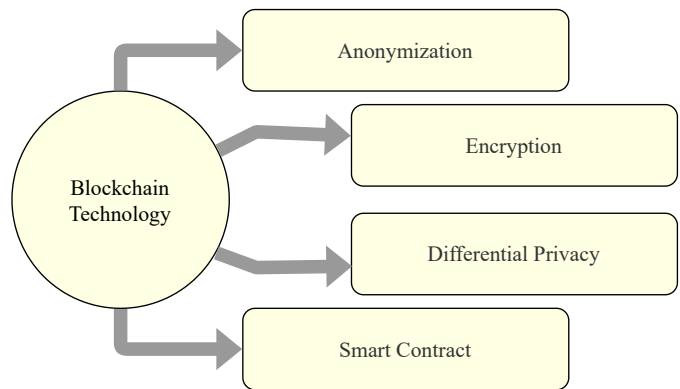 Anonymization
Encryption
Blockchain
Technology
Differential Privacy
Smart Contract